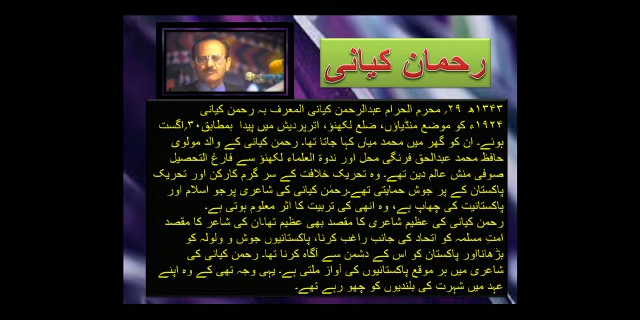 رحمان کیانی
۱۳۴۳ھ ۲۹؍ محرم الحرام عبدالرحمن کیانی المعرف بہ رحمن کیانی
۱۹۲۴ء کو موضع منڈیاؤں، ضلع لکھنؤ، اترپردیش میں پیدا بمطابق۳۰؍اگست
ہوئے۔ ان کو گھر میں محمد میاں کہا جاتا تھا۔ رحمن کیانی کے والد مولوی
حافظ محمد عبدالحق فرنگی محل اور ندوۃ العلماء لکھنؤ سے فارغ التحصیل
صوفی منش عالم دین تھے۔ وہ تحریک خلافت کے سر گرم کارکن اور تحریک
پاکستان کے پر جوش حمایتی تھے۔رحمٰن کیانی کی شاعری پرجو اسلام اور
پاکستانیت کی چھاپ ہے، وہ انھی کی تربیت کا اثر معلوم ہوتی ہے۔
رحمن کیانی کی عظیم شاعری کا مقصد بھی عظیم تھا۔ان کی شاعر کا مقصد
امتِ مسلمہ کو اتحاد کی جانب راغب کرنا، پاکستانیوں جوش و ولولہ کو
بڑھانااور پاکستان کو اس کے دشمن سے آگاہ کرنا تھا۔ رحمن کیانی کی
شاعری میں ہر موقع پاکستانیوں کی آواز ملتی ہے۔ یہی وجہ تھی کے وہ اپنے
عہد میں شہرت کی بلندیوں کو چھو رہے تھے۔